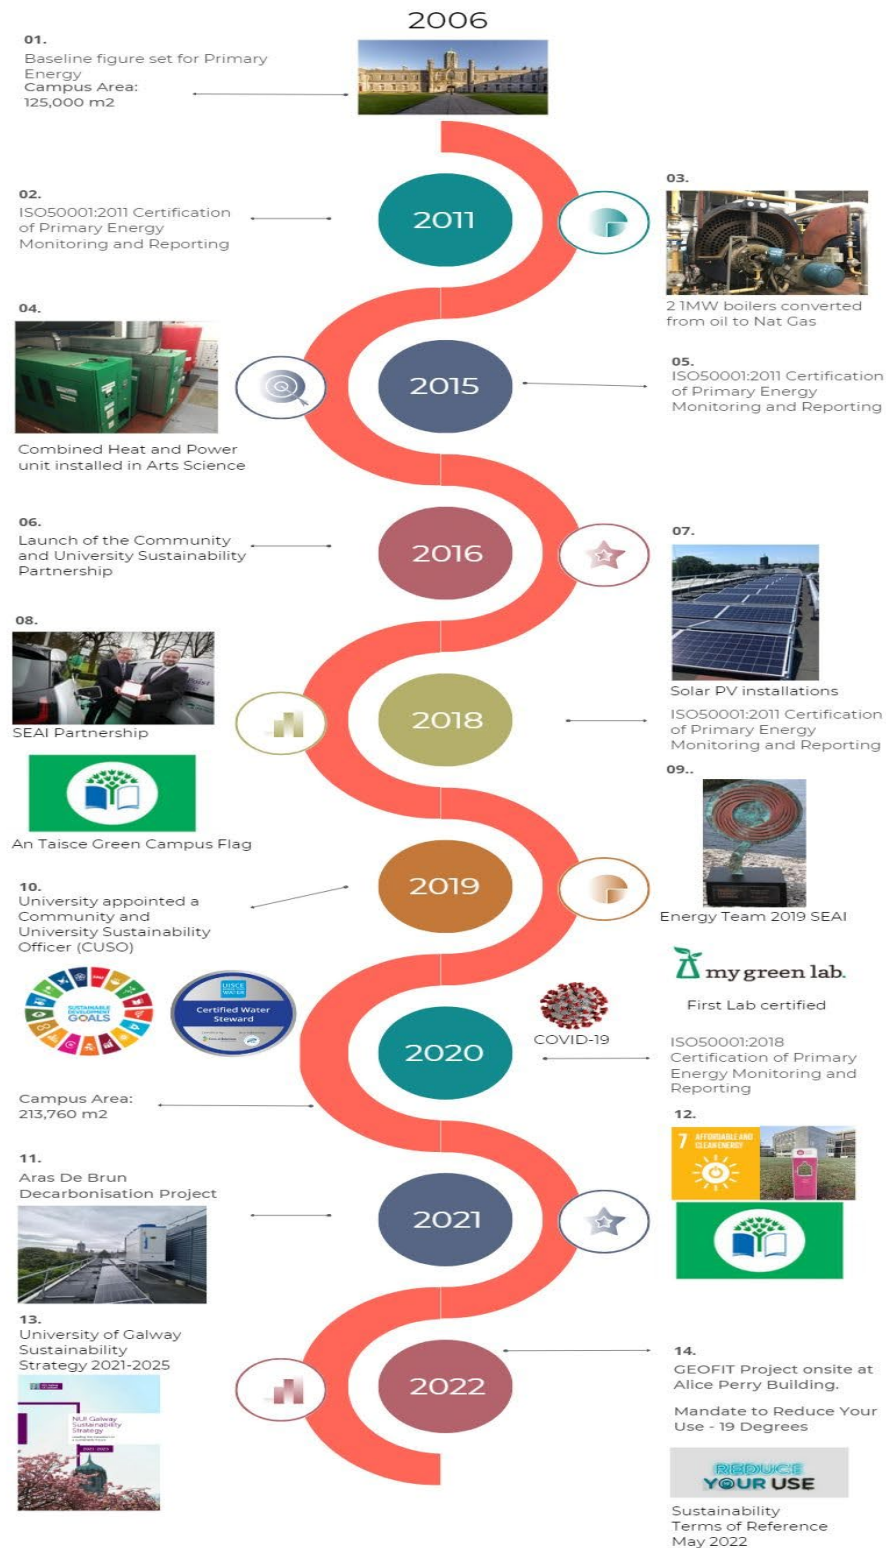 2006
01.
Baseline figure set for Primary
Energy
Campus Area:
125,000 m2
02.
ISO50001:2011 Certification
of Primary Energy
Monitoring and Reporting
2011
03.
2 1MW boilers converted
from oil to Nat Gas
04.
Combined Heat and Power
unit installed in Arts Science
2015
05.
ISO50001:2011 Certification
of Primary Energy
Monitoring and Reporting
06.
Launch of the Community
and University Sustainability
Partnership
2016
07.
Solar PV installations
08.
SEAI Partnership
An Taisce Green Campus Flag
2018
ISO50001:2011 Certification
of Primary Energy
Monitoring and Reporting
09..
Energy Team 2019 SEAI
2019
10.
University appointed a
Community and
University Sustainability
Officer (CUSO)
SUSTAINABLE
DEVELOPMENT
GOALS
UISCE
WATER
Certified Water
Steward
my green lab.
First Lab certified
COVID-19
2020
ISO50001:2018
Certification of Primary
Energy Monitoring and
Reporting
Campus Area:
213,760 m2
11.
Aras De Brun
Decarbonisation Project
2021
12.
7 AFFORDABLE AND
CLEAN ENERGY
13.
University of Galway
Sustainability
Strategy 2021-2025
NUI Galway
Sustainability
Strategy
2022
14.
GEOFIT Project onsite at
Alice Perry Building.
Mandate to Reduce Your
Use - 19 Degrees
REDUCE
YOUR USE
Sustainability
Terms of Reference
May 2022